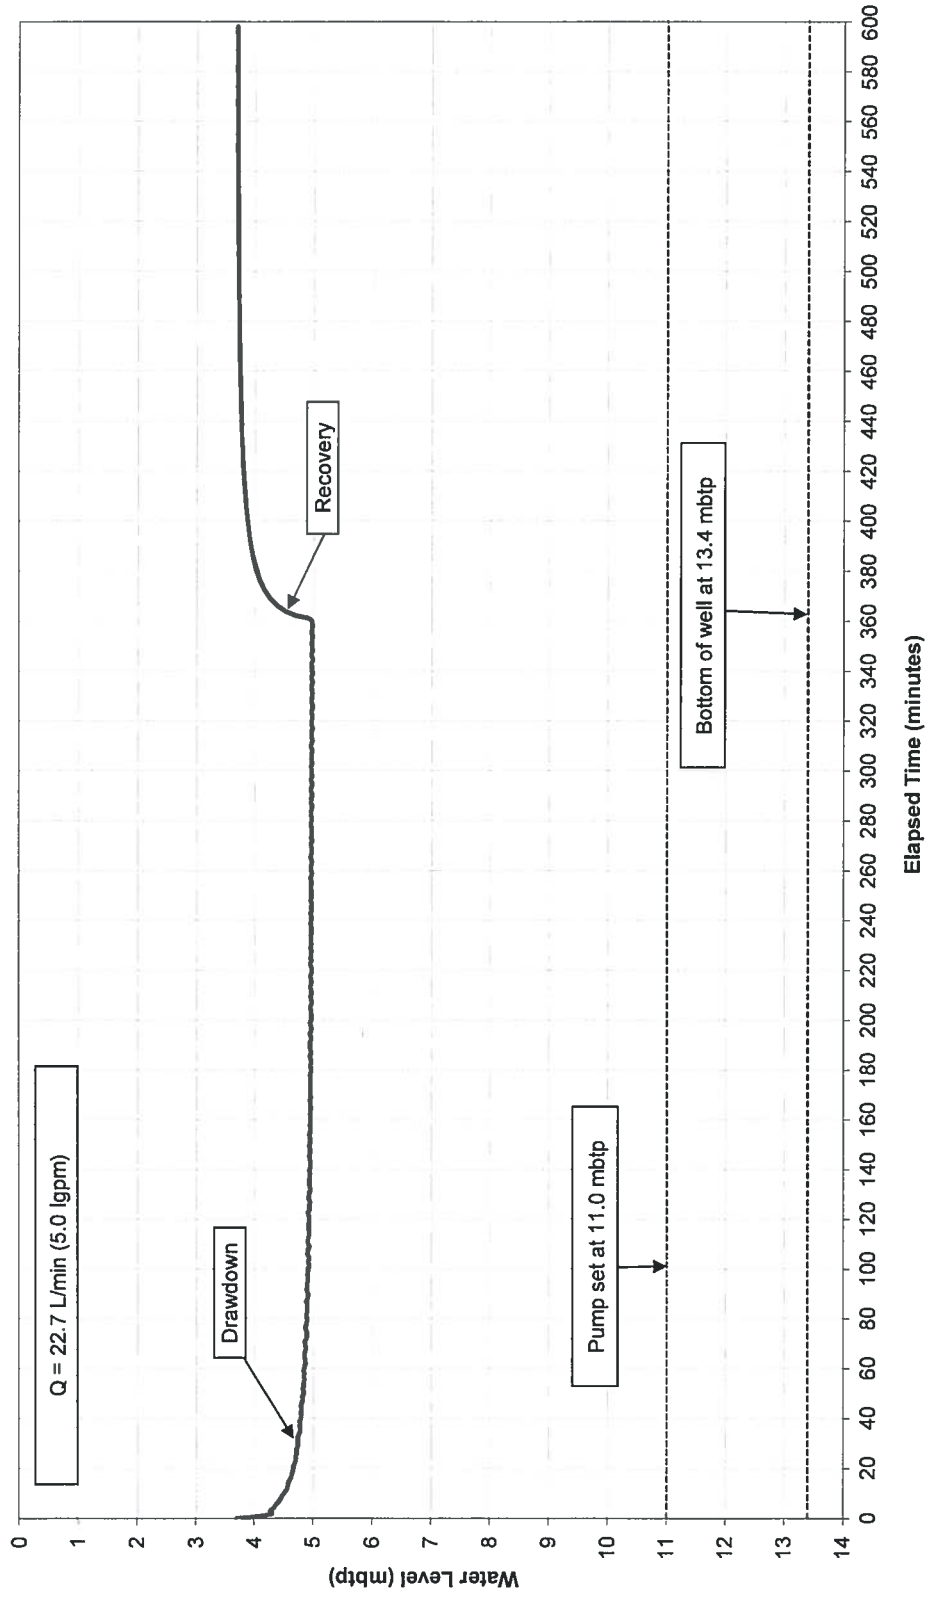 Q = 22.7 L/min (5.0 Igpm)
Drawdown
Recovery
Pump set at 11.0 mbtp
Bottom of well at 13.4 mbtp
Water Level (mbtp)
0
1
2
3
4
5
6
7
8
9
10
11
12
13
14
0 20 40 60 80 100 120 140 160 180 200 220 240 260 280 300 320 340 360 380 400 420 440 460 480 500 520 540 560 580 600
Elapsed Time (minutes)